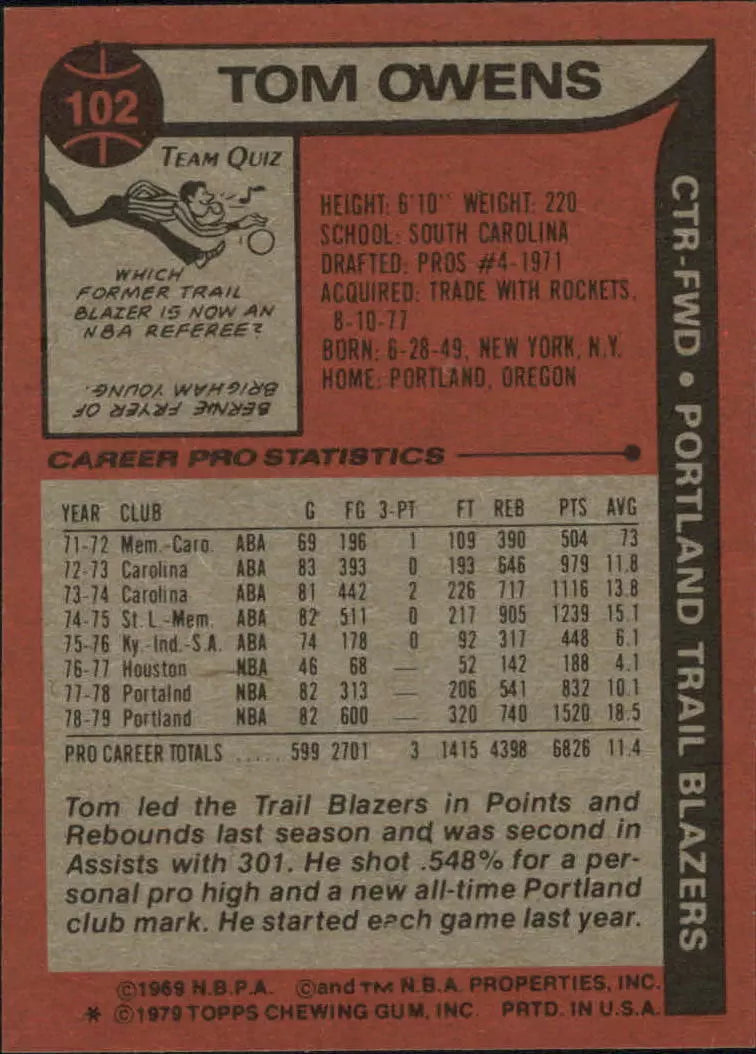 102
TOM OWENS
TEAM QUIZ
WHICH
FORMER TRAIL
BLAZER IS NOW AN
NBA REFEREE?
BERNIE FRYER OF
BRIGHAM YOUNG.
HEIGHT: 6'10" WEIGHT: 220
SCHOOL: SOUTH CAROLINA
DRAFTED: PROS #4-1971
ACQUIRED: TRADE WITH ROCKETS,
8-10-77
BORN: 6-28-49, NEW YORK, N.Y.
HOME: PORTLAND, OREGON
CTR-FWD • PORTLAND TRAIL BLAZERS
CAREER PRO STATISTICS
YEAR CLUB G FG 3-PT FT REB PTS AVG
71-72 Mem.-Caro. ABA 69 196 1 109 390 504 73
72-73 Carolina ABA 83 393 0 193 646 979 11.8
73-74 Carolina ABA 81 442 2 226 717 1116 13.8
74-75 St. L.-Mem. ABA 82 511 0 217 905 1239 15.1
75-76 Ky.-Ind.-S.A. ABA 74 178 0 92 317 448 6.1
76-77 Houston NBA 46 68 — 52 142 188 4.1
77-78 Portalnd NBA 82 313 — 206 541 832 10.1
78-79 Portland NBA 82 600 — 320 740 1520 18.5
PRO CAREER TOTALS ...... 599 2701 3 1415 4398 6826 11.4
Tom led the Trail Blazers in Points and
Rebounds last season and was second in
Assists with 301. He shot .548% for a per-
sonal pro high and a new all-time Portland
club mark. He started each game last year.
©1969 N.B.P.A. ©and TM N.B.A. PROPERTIES, INC.
* ©1979 TOPPS CHEWING GUM, INC. PRTD. IN U.S.A.